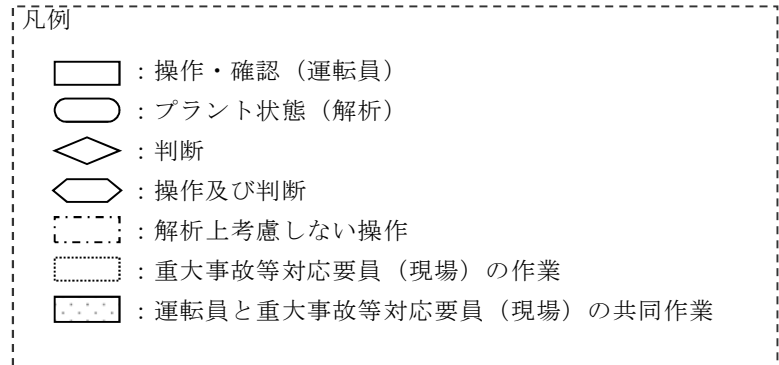 凡例
：操作・確認（運転員）
：プラント状態（解析）
：判断
：操作及び判断
：解析上考慮しない操作
：重大事故等対応要員（現場）の作業
：運転員と重大事故等対応要員（現場）の共同作業